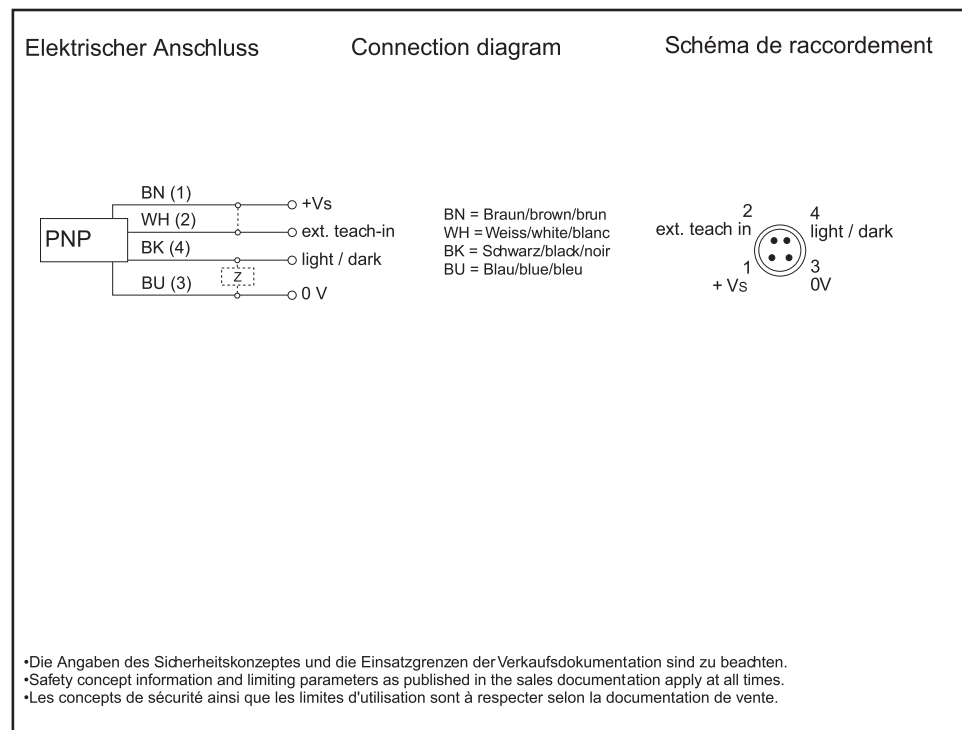 Elektrischer Anschluss
Connection diagram
Schéma de raccordement
BN (1)
+Vs
WH (2)
ext. teach-in
PNP
BK (4)
light / dark
Z
BU (3)
0 V
BN = Braun/brown/brun
WH = Weiss/white/blanc
BK = Schwarz/black/noir
BU = Blau/blue/bleu
2
4
ext. teach in
light / dark
1
3
+ Vs
0V
•Die Angaben des Sicherheitskonzeptes und die Einsatzgrenzen der Verkaufsdokumentation sind zu beachten.
•Safety concept information and limiting parameters as published in the sales documentation apply at all times.
•Les concepts de sécurité ainsi que les limites d'utilisation sont à respecter selon la documentation de vente.